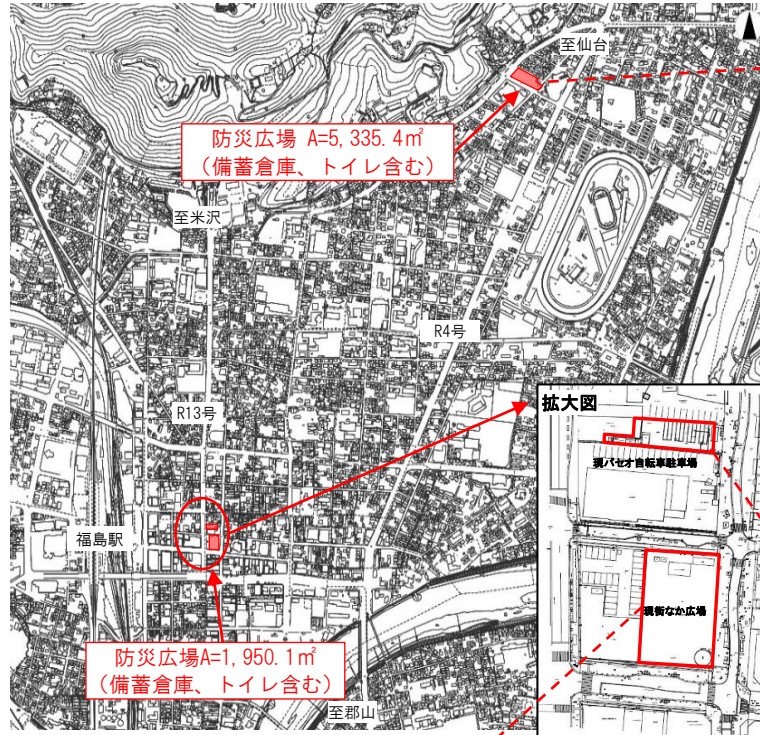 至仙台
防災広場 A=5,335.4㎡
（備蓄倉庫、トイレ含む）
至米沢
R4号
R13号
拡大図
現パセオ自転車駐車場
福島駅
現街なか広場
防災広場A=1,950.1㎡
（備蓄倉庫、トイレ含む）
至郡山